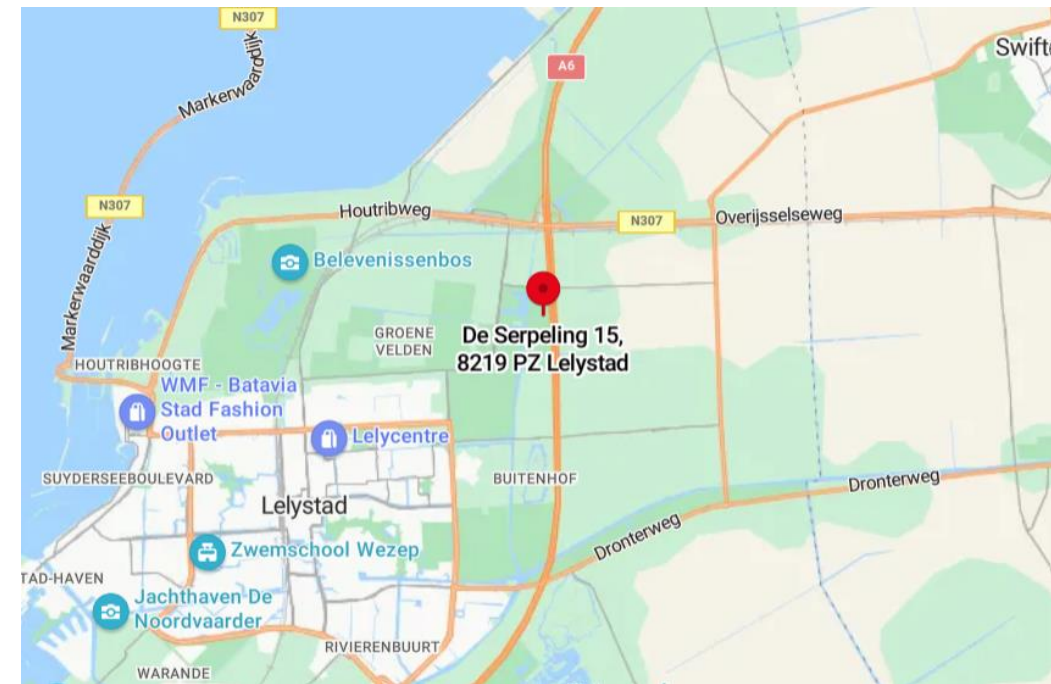 N307
Markerwaarddijk
A6
Swift
N307
Houtribweg
N307
Overijsselseweg
Belevenissenbos
Markerwaarddijk
GROENE
VELDEN
De Serpeling 15,
8219 PZ Lelystad
HOUTRIBHOOGTE
WMF - Batavia
Stad Fashion
Outlet
Lelycentre
SUYDERSEEBOULEVARD
BUITENHOF
Dronterweg
Lelystad
Dronterweg
Zwemschool Wezep
TAD-HAVEN
Jachthaven De
Noordvaarder
RIVIERENBUURT
WARANDE